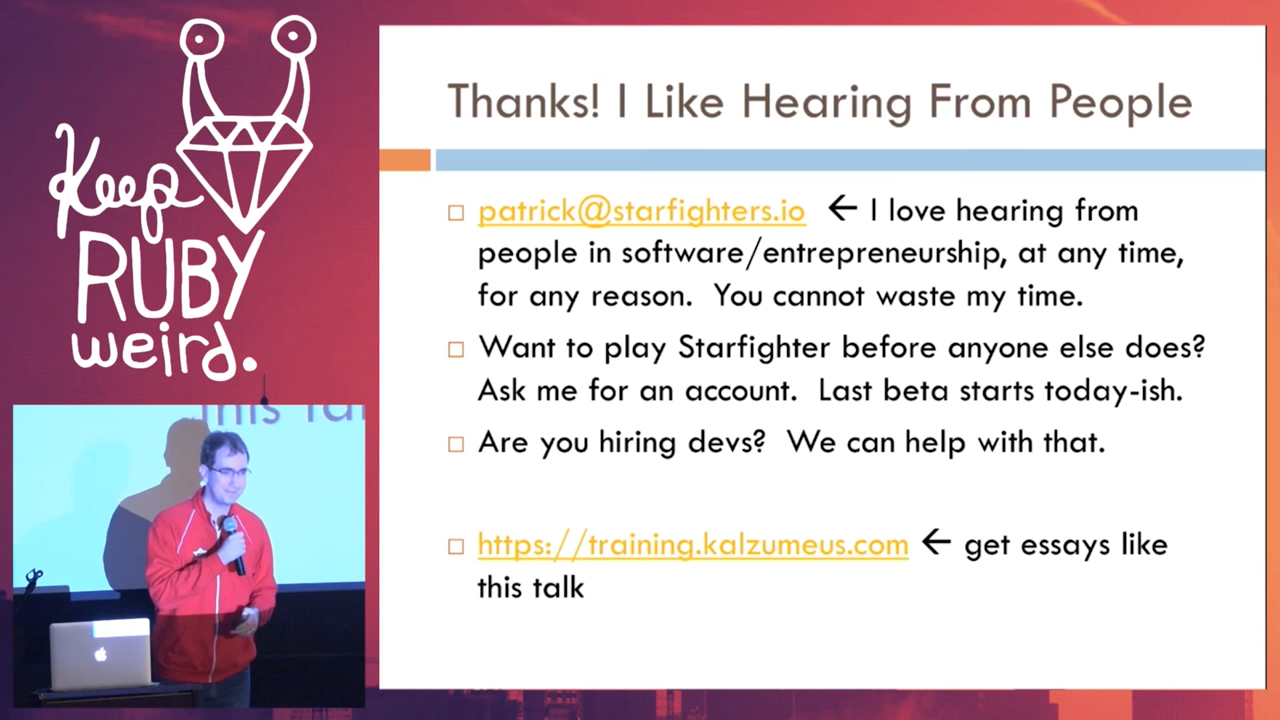 Keep
RUBY
weird.
this tal
Thanks! I Like Hearing From People
patrick@starfighters.io ← I love hearing from
people in software/entrepreneurship, at any time,
for any reason.  You cannot waste my time.
Want to play Starfighter before anyone else does?
Ask me for an account.  Last beta starts today-ish.
Are you hiring devs?  We can help with that.
https://training.kalzumeus.com ← get essays like
this talk